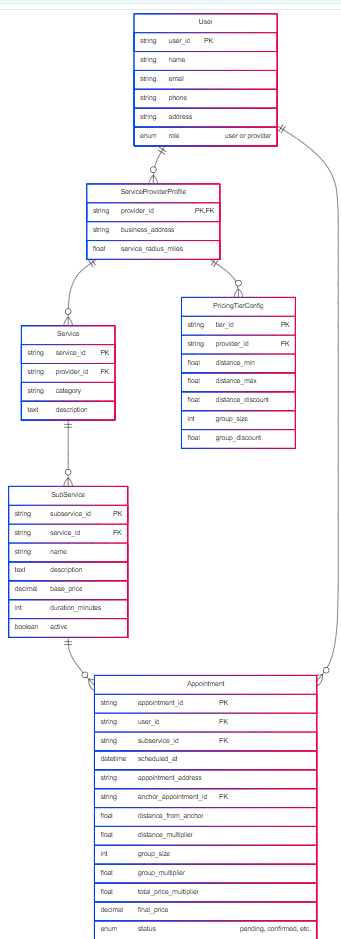 User
string user_id PK
string name
string email
string phone
string address
enum role user or provider
ServiceProviderProfile
string provider_id PK,FK
string business_address
float service_radius_miles
PricingTierConfig
string tier_id PK
string provider_id FK
float distance_min
float distance_max
float distance_discount
int group_size
float group_discount
Service
string service_id PK
string provider_id FK
string category
text description
SubService
string subservice_id PK
string service_id FK
string name
text description
decimal base_price
int duration_minutes
boolean active
Appointment
string appointment_id PK
string user_id FK
string subservice_id FK
datetime scheduled_at
string appointment_address
string anchor_appointment_id FK
float distance_from_anchor
float distance_multiplier
int group_size
float group_multiplier
float total_price_multiplier
decimal final_price
enum status pending, confirmed, etc.